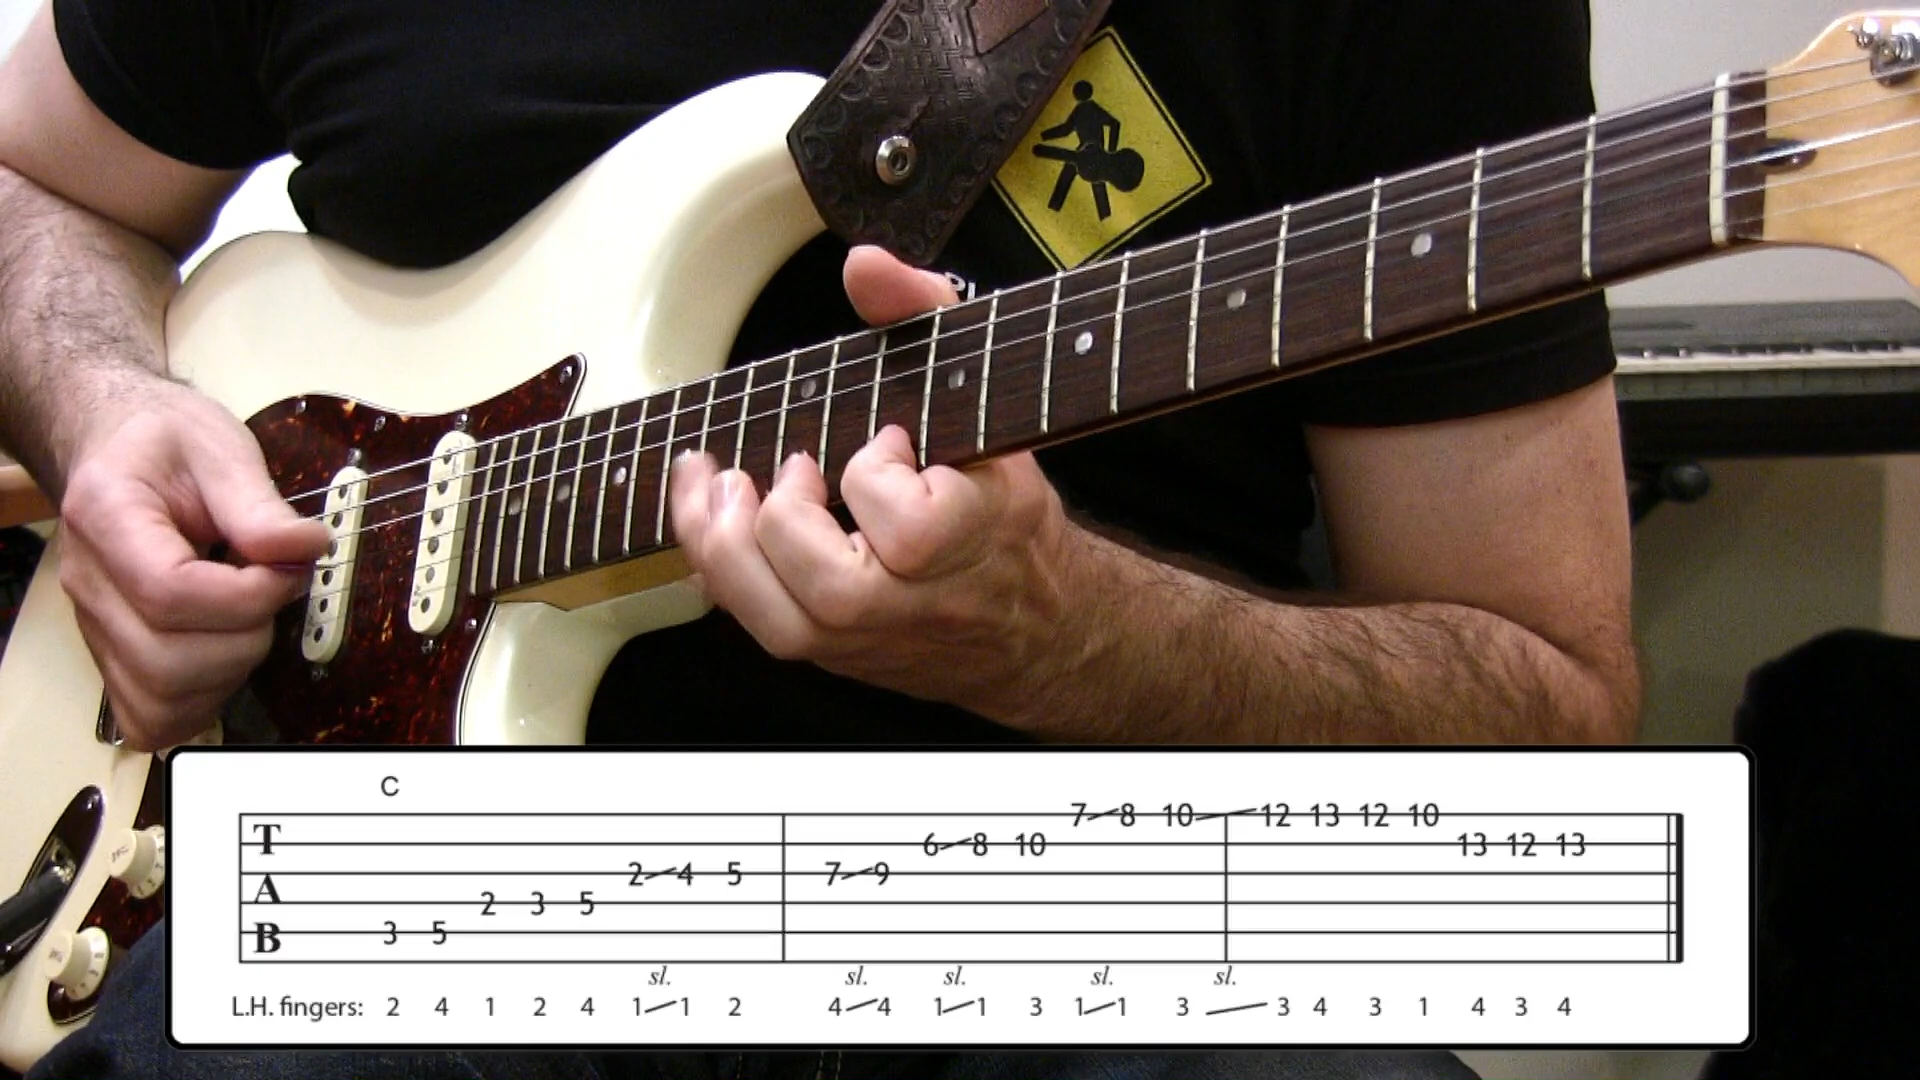 PL
C
7 8 10 12 13 12 10
T 6 8 10 13 12 13
2 4 5 7 9
A 2 3 5
B 3 5
sl. sl. sl. sl. sl.
L.H. fingers: 2 4 1 2 4 1 1 2 4 4 1 1 3 1 1 3 3 4 3 1 4 3 4